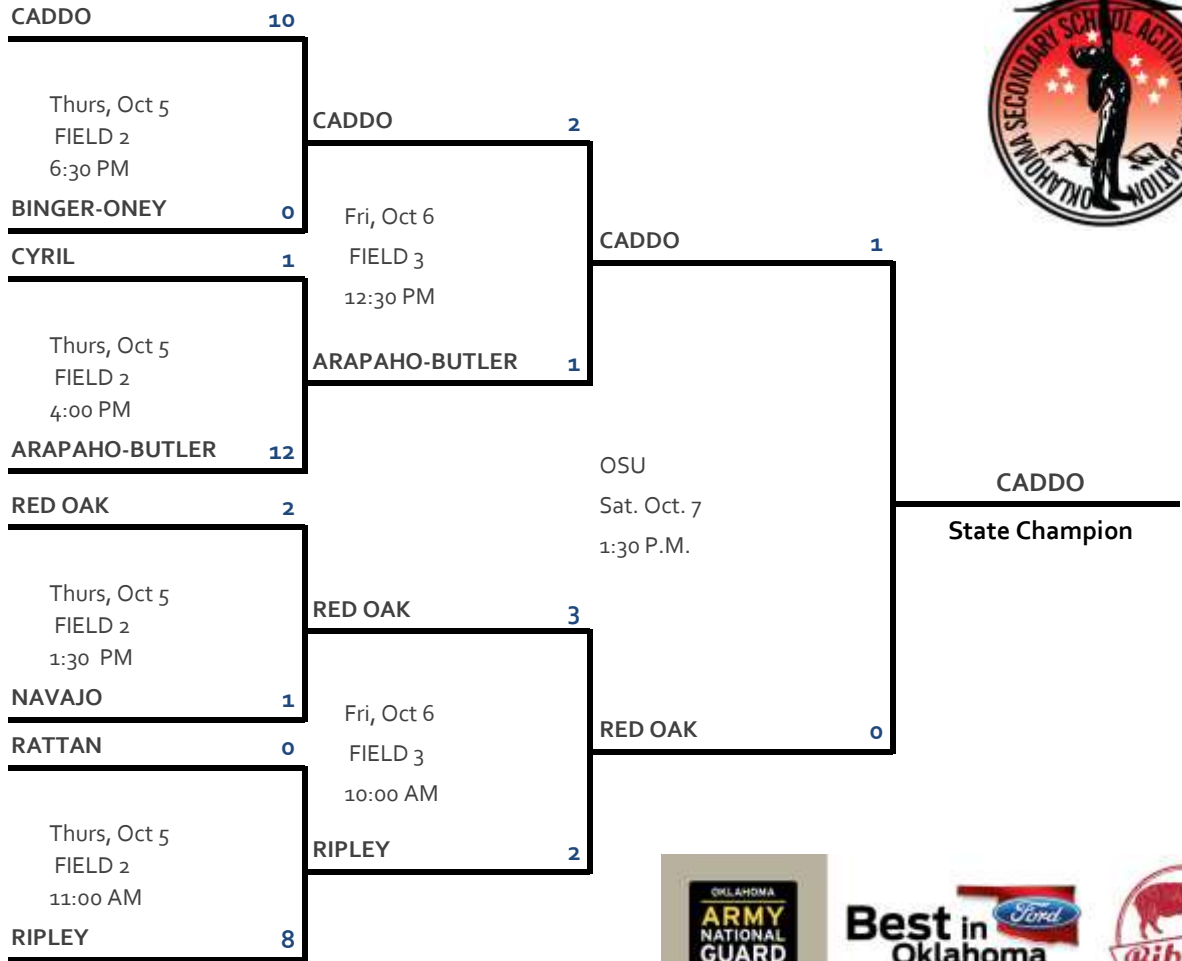 CADDO 10
Thurs, Oct 5
FIELD 2
6:30 PM
BINGER-ONEY 0
CYRIL 1
Thurs, Oct 5
FIELD 2
4:00 PM
ARAPAHO-BUTLER 12
RED OAK 2
Thurs, Oct 5
FIELD 2
1:30 PM
NAVAJO 1
RATTAN 0
Thurs, Oct 5
FIELD 2
11:00 AM
RIPLEY 8
CADDO 2
Fri, Oct 6
FIELD 3
12:30 PM
ARAPAHO-BUTLER 1
RED OAK 3
Fri, Oct 6
FIELD 3
10:00 AM
RIPLEY 2
CADDO 1
OSU
Sat. Oct. 7
1:30 P.M.
RED OAK 0
CADDO
State Champion
OKLAHOMA SECONDARY SCHOOL
OKLAHOMA
ARMY
NATIONAL
GUARD
Best in
Oklahoma
Ford